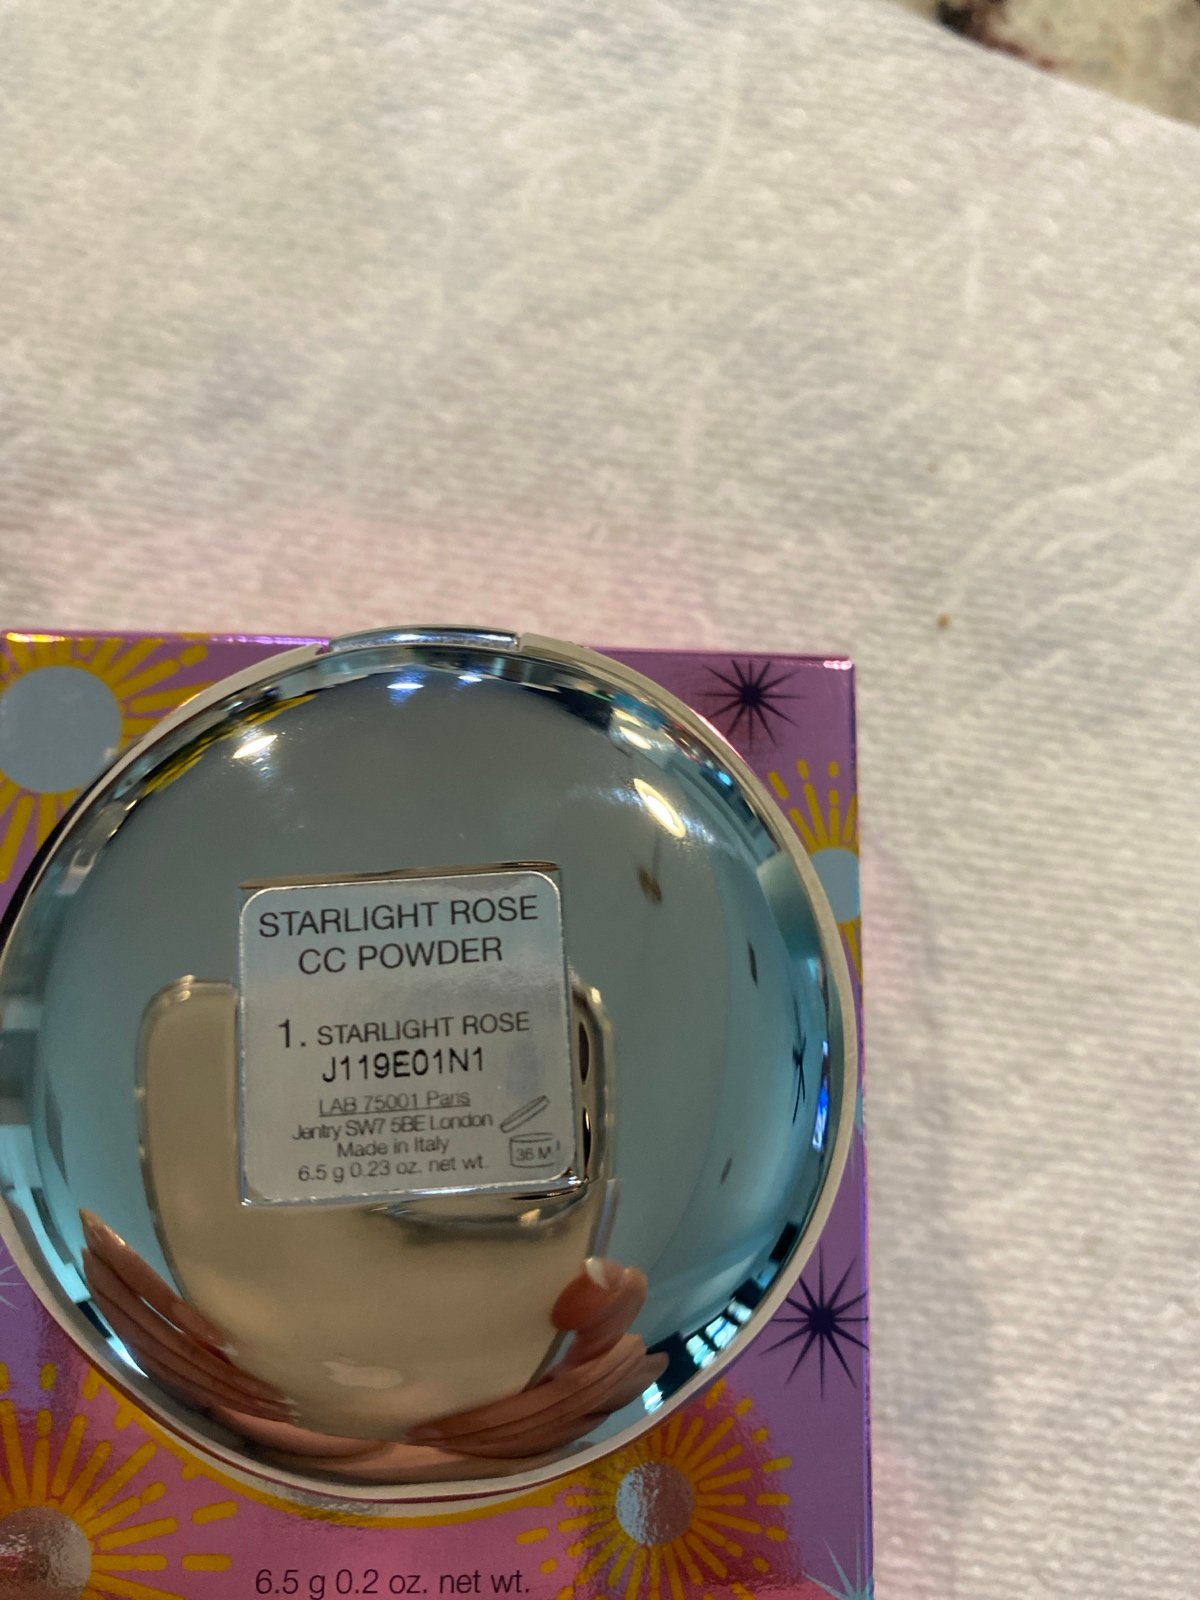 STARLIGHT ROSE
CC POWDER
1. STARLIGHT ROSE
J119E01N1
LAB 75001 Paris
Jentry SW7 5BE London
Made in Italy
6.5 g 0.23 oz. net wt.
36 M
6.5 g 0.2 oz. net wt.